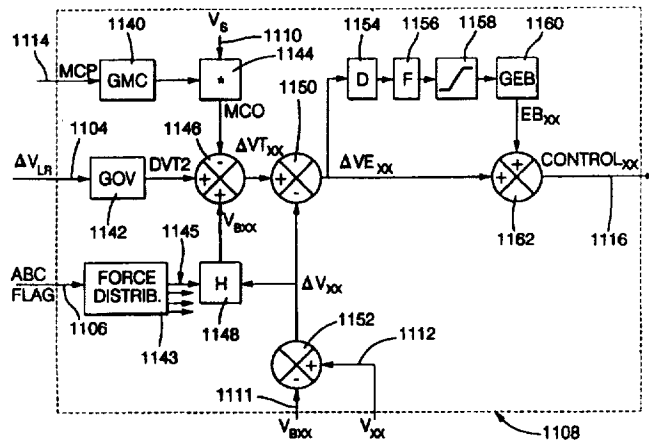 V_S
1140
1110
1154
1156
1158
1160
1114
MCP
GMC
*
1144
1150
D
F
GEB
MCO
EB_XX
1146
1104
ΔVT_XX
ΔV_LR
GOV
DVT2
-
+
+
+
-
ΔVE_XX
+
+
CONTROL_XX
1142
1145
V_BXX
1162
1116
ABC
FLAG
FORCE
DISTRIB.
H
ΔV_XX
1106
1143
1148
1152
1112
-
+
1111
V_BXX
V_XX
1108